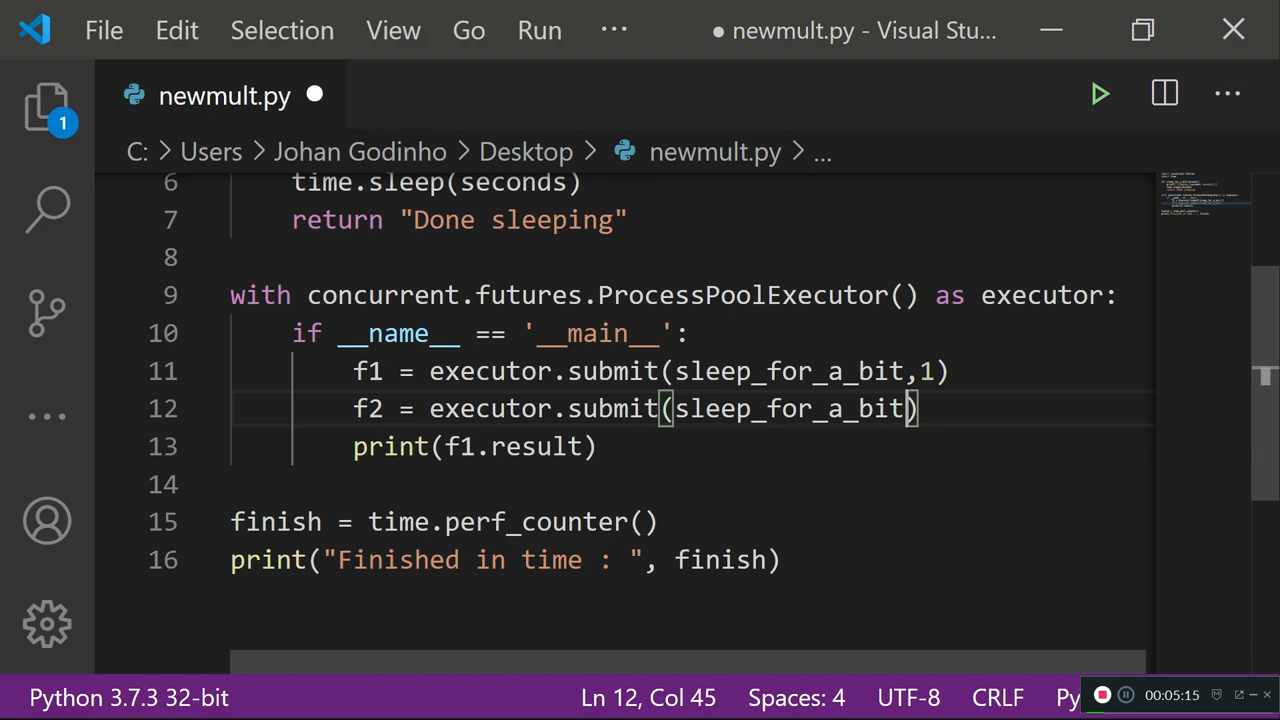 File Edit Selection View Go Run ··· ● newmult.py - Visual Stu...
newmult.py
1
C: > Users > Johan Godinho > Desktop > newmult.py > ...
6 time.sleep(seconds)
7 return "Done sleeping"
8
9 with concurrent.futures.ProcessPoolExecutor() as executor:
10 if __name__ == '__main__':
11 f1 = executor.submit(sleep_for_a_bit,1)
12 f2 = executor.submit(sleep_for_a_bit)
13 print(f1.result)
14
15 finish = time.perf_counter()
16 print("Finished in time : ", finish)
Python 3.7.3 32-bit Ln 12, Col 45 Spaces: 4 UTF-8 CRLF Py 00:05:15